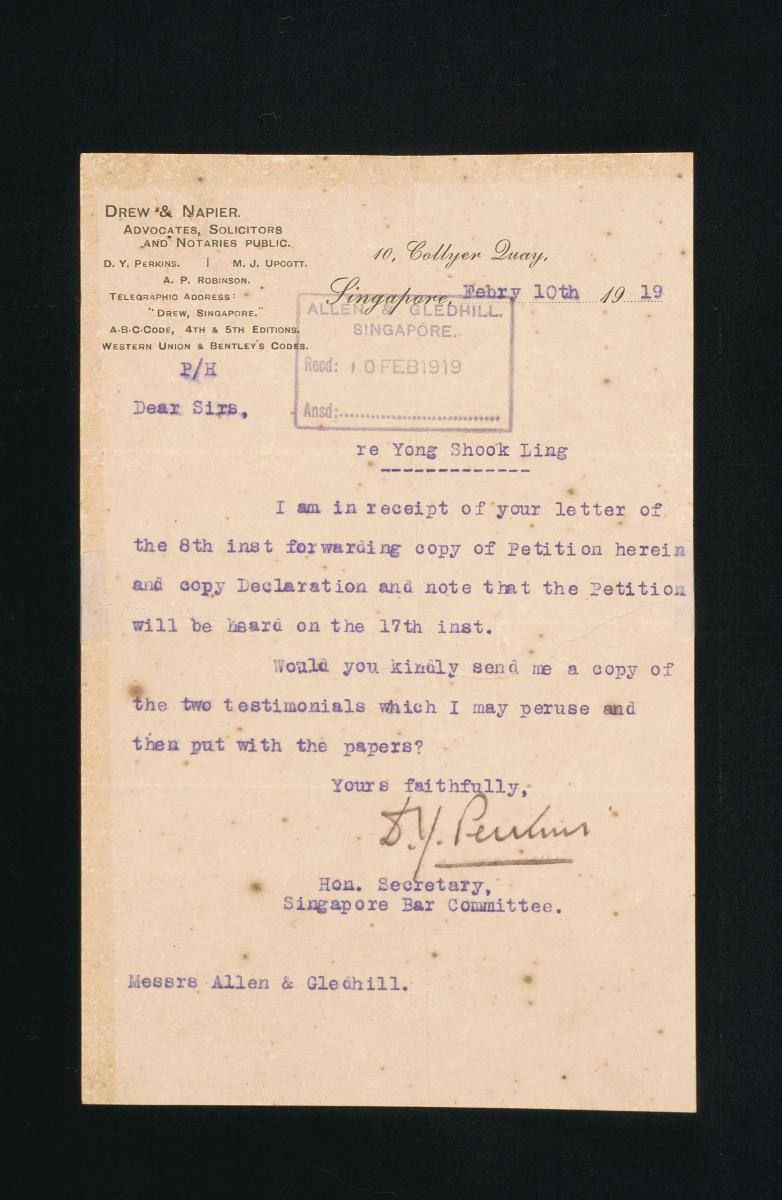 DREW & NAPIER.
ADVOCATES, SOLICITORS
AND NOTARIES PUBLIC.
D. Y. PERKINS. | M. J. UPCOTT.
A. P. ROBINSON.
TELEGRAPHIC ADDRESS:
"DREW, SINGAPORE."
A·B·C·CODE, 4TH & 5TH EDITIONS.
WESTERN UNION & BENTLEY'S CODES.
10, Collyer Quay,
Singapore, Febry 10th 1919
ALLEN & GLEDHILL.
SINGAPORE.
Recd: 10 FEB 1919
Ansd:
P/H
Dear Sirs,
re Yong Shook Ling
I am in receipt of your letter of
the 8th inst forwarding copy of Petition herein
and copy Declaration and note that the Petition
will be heard on the 17th inst.
Would you kindly send me a copy of
the two testimonials which I may peruse and
then put with the papers?
Yours faithfully,
D.Y. Perkins
Hon. Secretary,
Singapore Bar Committee.
Messrs Allen & Gledhill.